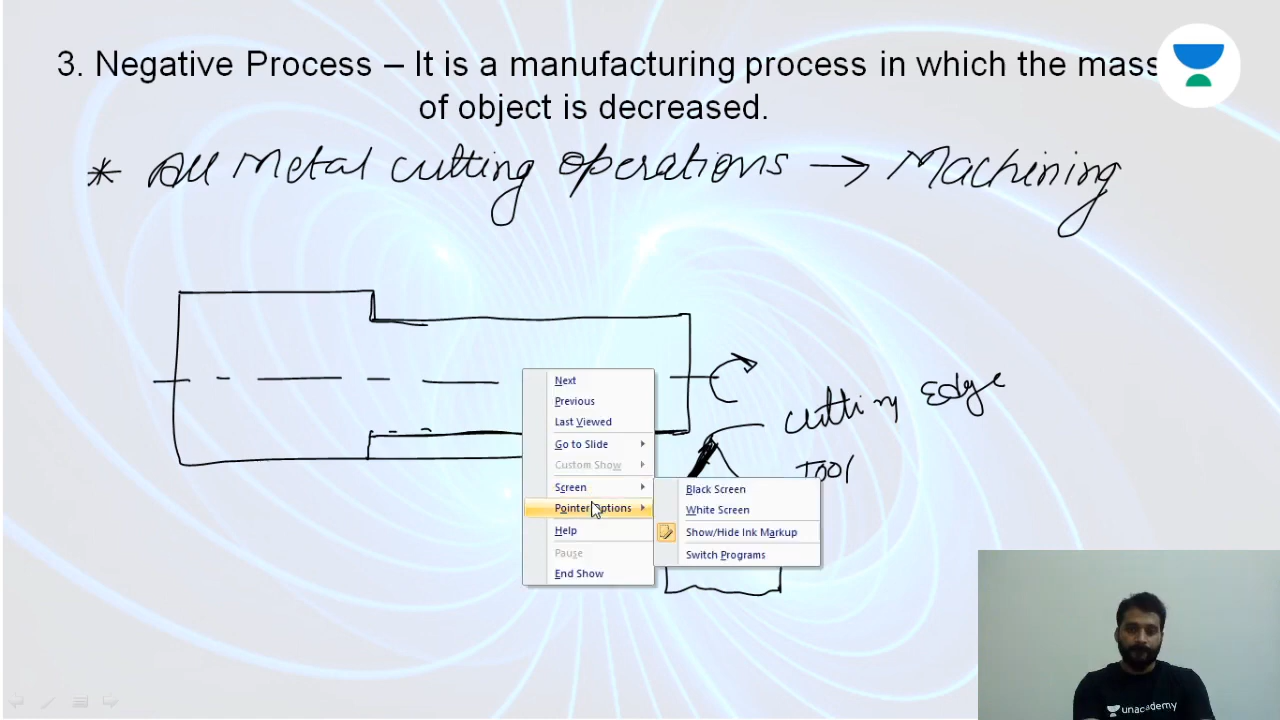 3. Negative Process – It is a manufacturing process in which the mass
of object is decreased.
* All Metal cutting operations → Machining
Cutting Edge
Tool
Next
Previous
Last Viewed
Go to Slide
Custom Show
Screen
Pointer Options
Help
Pause
End Show
Black Screen
White Screen
Show/Hide Ink Markup
Switch Programs
unacademy